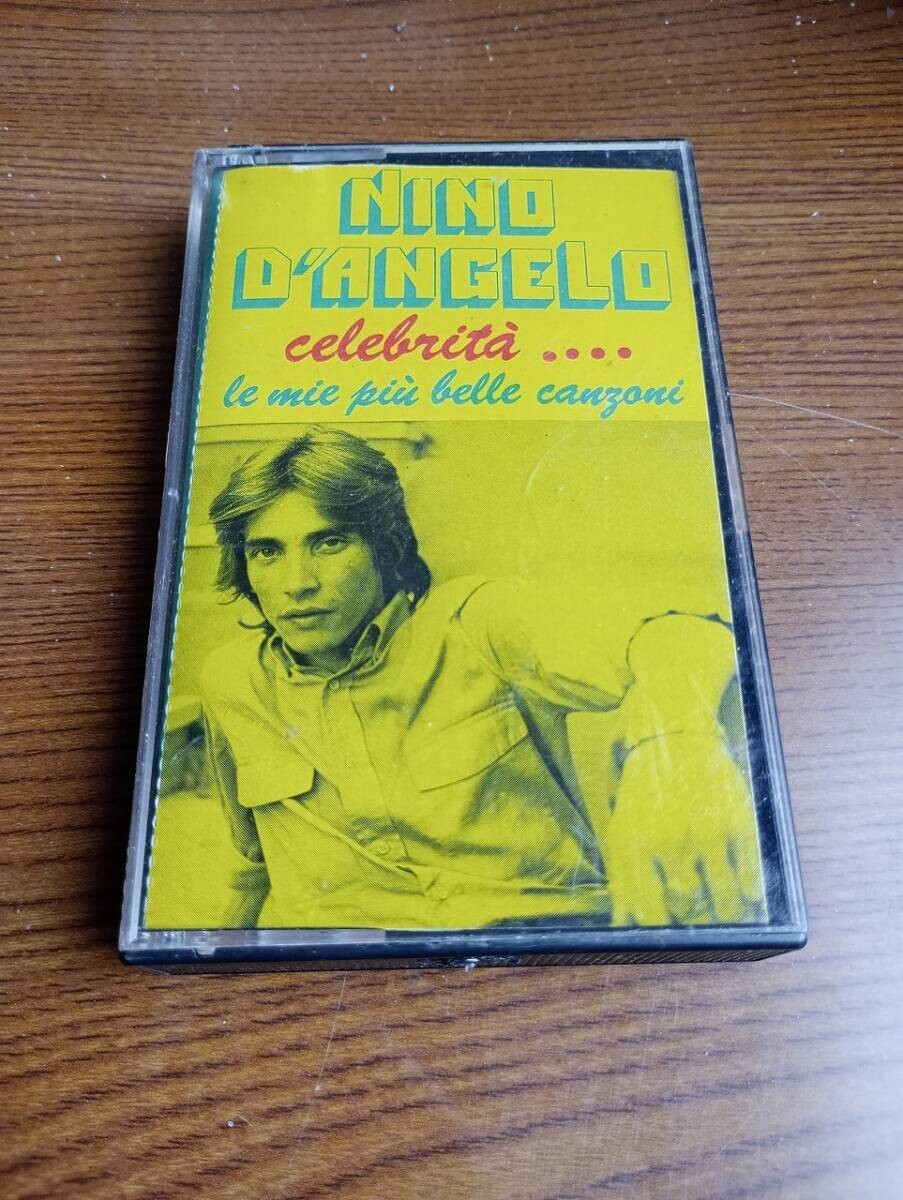 NINO
D'ANGELO
celebrità ....
le mie più belle canzoni